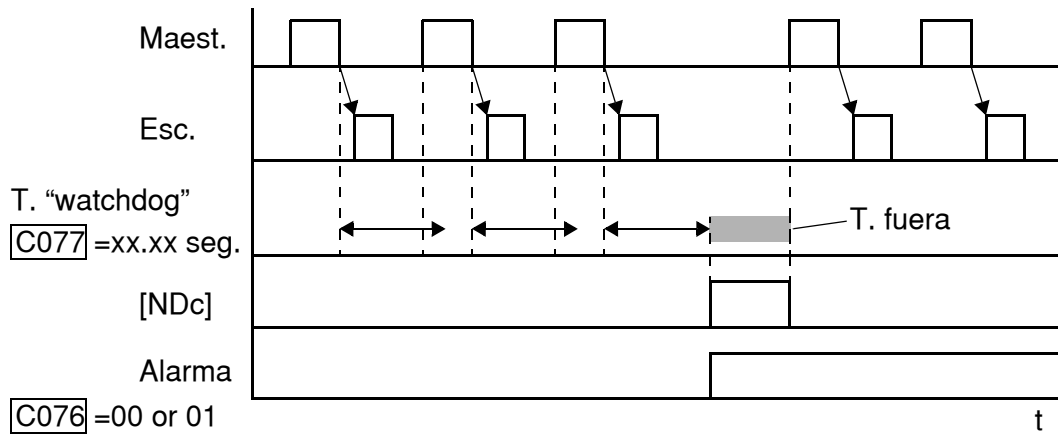 Maest.
Esc.
T. “watchdog”
C077 =xx.xx seg.
T. fuera
[NDc]
Alarma
C076 =00 or 01
t